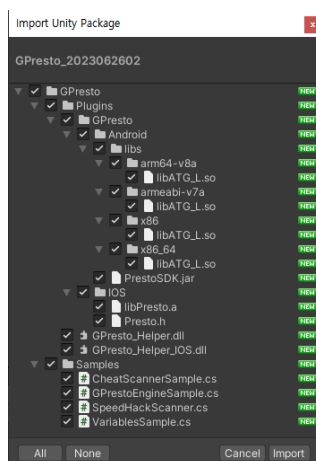 Import Unity Package x
GPresto_2023062602
GPresto NEW
Plugins NEW
GPresto NEW
Android NEW
libs NEW
arm64-v8a NEW
libATG_L.so NEW
armeabi-v7a NEW
libATG_L.so NEW
x86 NEW
libATG_L.so NEW
x86_64 NEW
libATG_L.so NEW
PrestoSDK.jar NEW
IOS NEW
libPresto.a NEW
Presto.h NEW
GPresto_Helper.dll NEW
GPresto_Helper_IOS.dll NEW
Samples NEW
# CheatScannerSample.cs NEW
# GPrestoEngineSample.cs NEW
# SpeedHackScanner.cs NEW
# VariablesSample.cs NEW
All None Cancel Import